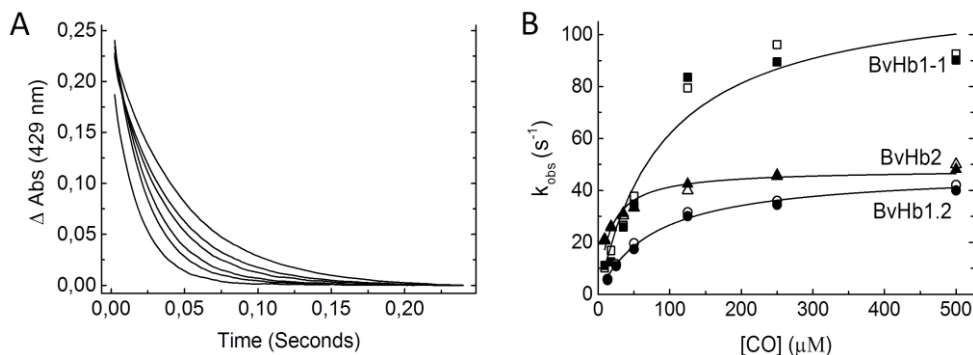 A
Δ Abs (429 nm)
0,25
0,20
0,25
0,10
0,05
0,00
0,00
0,05
0,10
0,15
0,20
Time (Seconds)
B
k_obs (s⁻¹)
100
80
60
40
20
0
BvHb1-1
BvHb2
BvHb1.2
0
100
200
300
400
500
[CO] (μM)